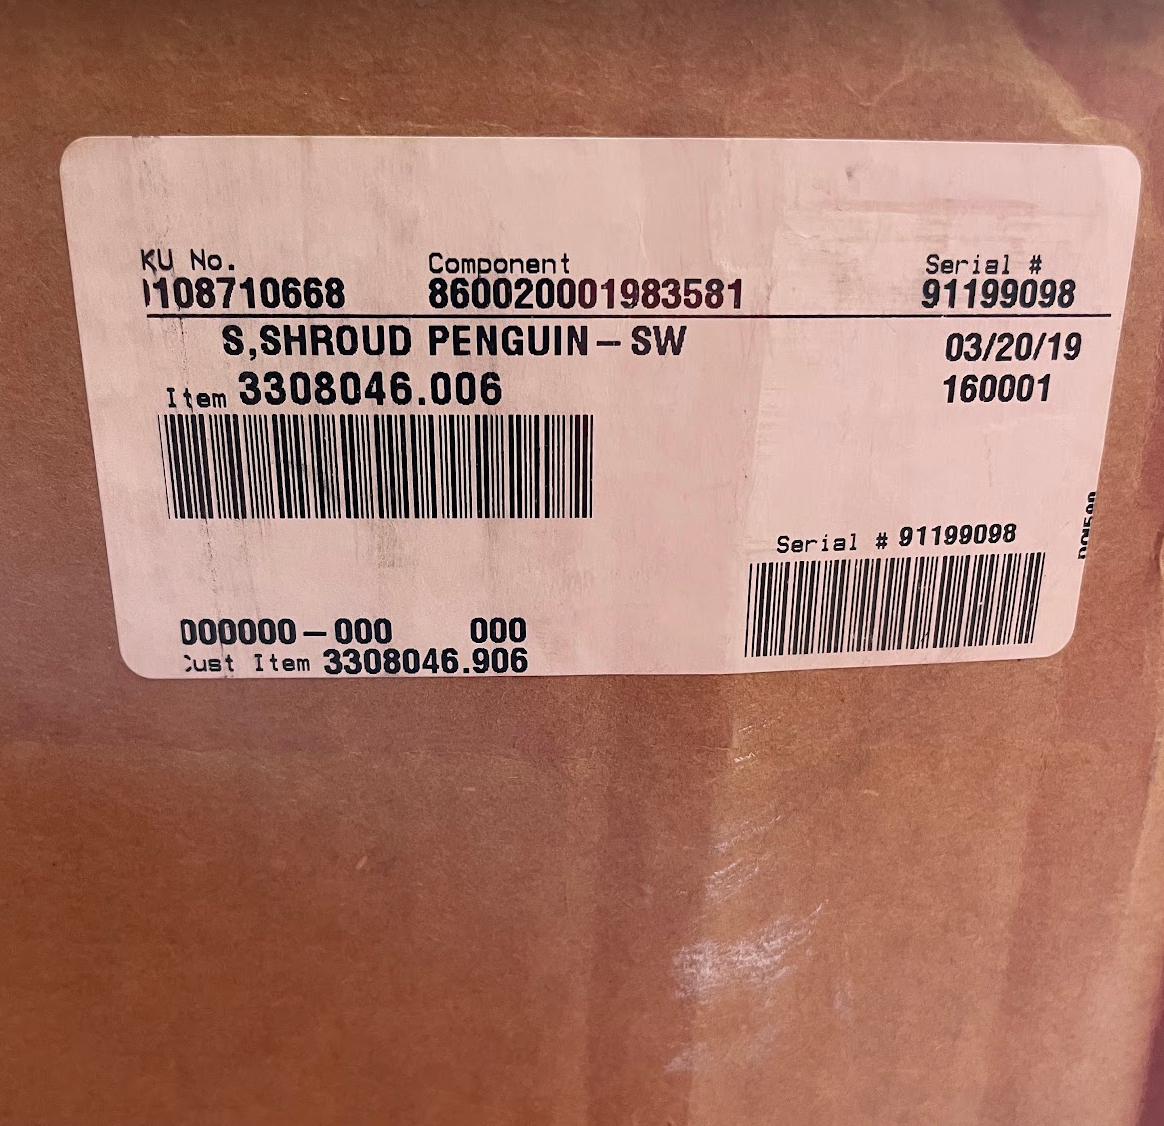 KU No. Component Serial #
108710668 860020001983581 91199098
S,SHROUD PENGUIN-SW 03/20/19
Item 3308046.006 160001
Serial # 91199098
000000-000 000
Cust Item 3308046.906